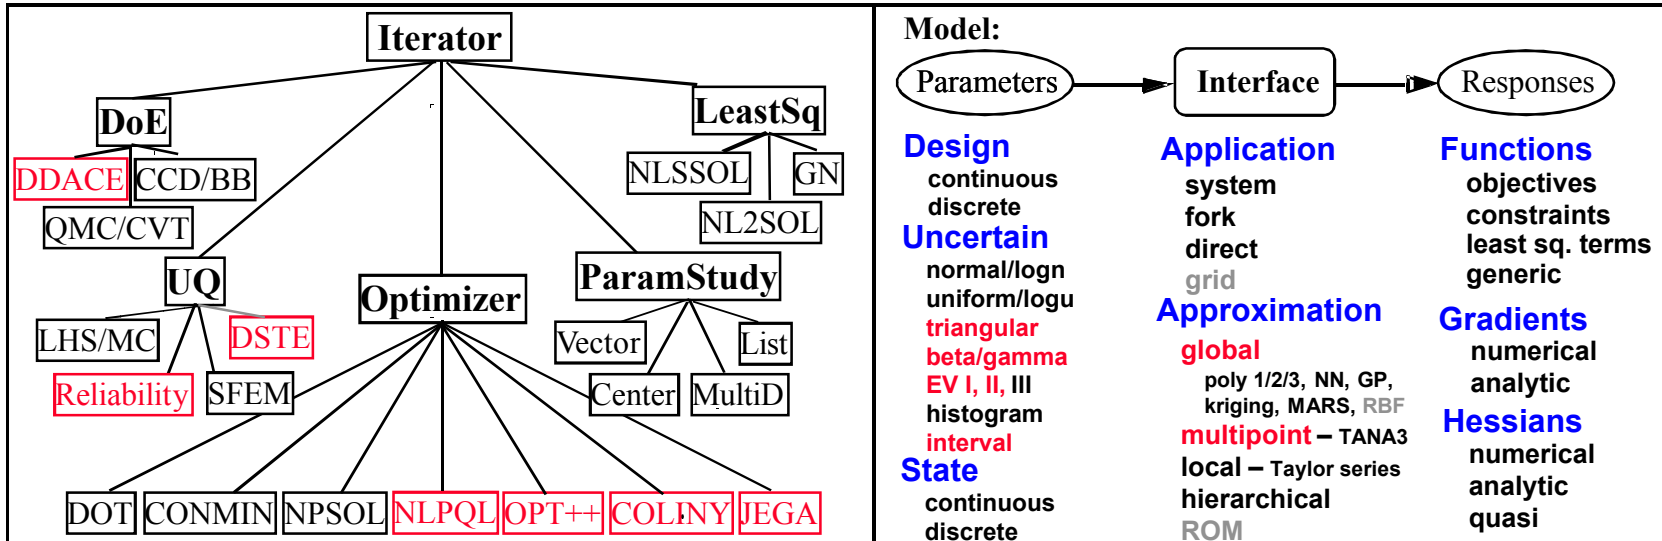 Iterator
DoE
LeastSq
DDACE
CCD/BB
QMC/CVT
NLSSOL
GN
NL2SOL
UQ
Optimizer
ParamStudy
LHS/MC
DSTE
Reliability
SFEM
Vector
List
Center
MultiD
DOT
CONMIN
NPSOL
NLPQL
OPT++
COLINY
JEGA
Model:
Parameters
Interface
Responses
Design
continuous
discrete
Uncertain
normal/logn
uniform/logu
triangular
beta/gamma
EV I, II, III
histogram
interval
State
continuous
discrete
Application
system
fork
direct
grid
Approximation
global
poly 1/2/3, NN, GP,
kriging, MARS, RBF
multipoint – TANA3
local – Taylor series
hierarchical
ROM
Functions
objectives
constraints
least sq. terms
generic
Gradients
numerical
analytic
Hessians
numerical
analytic
quasi